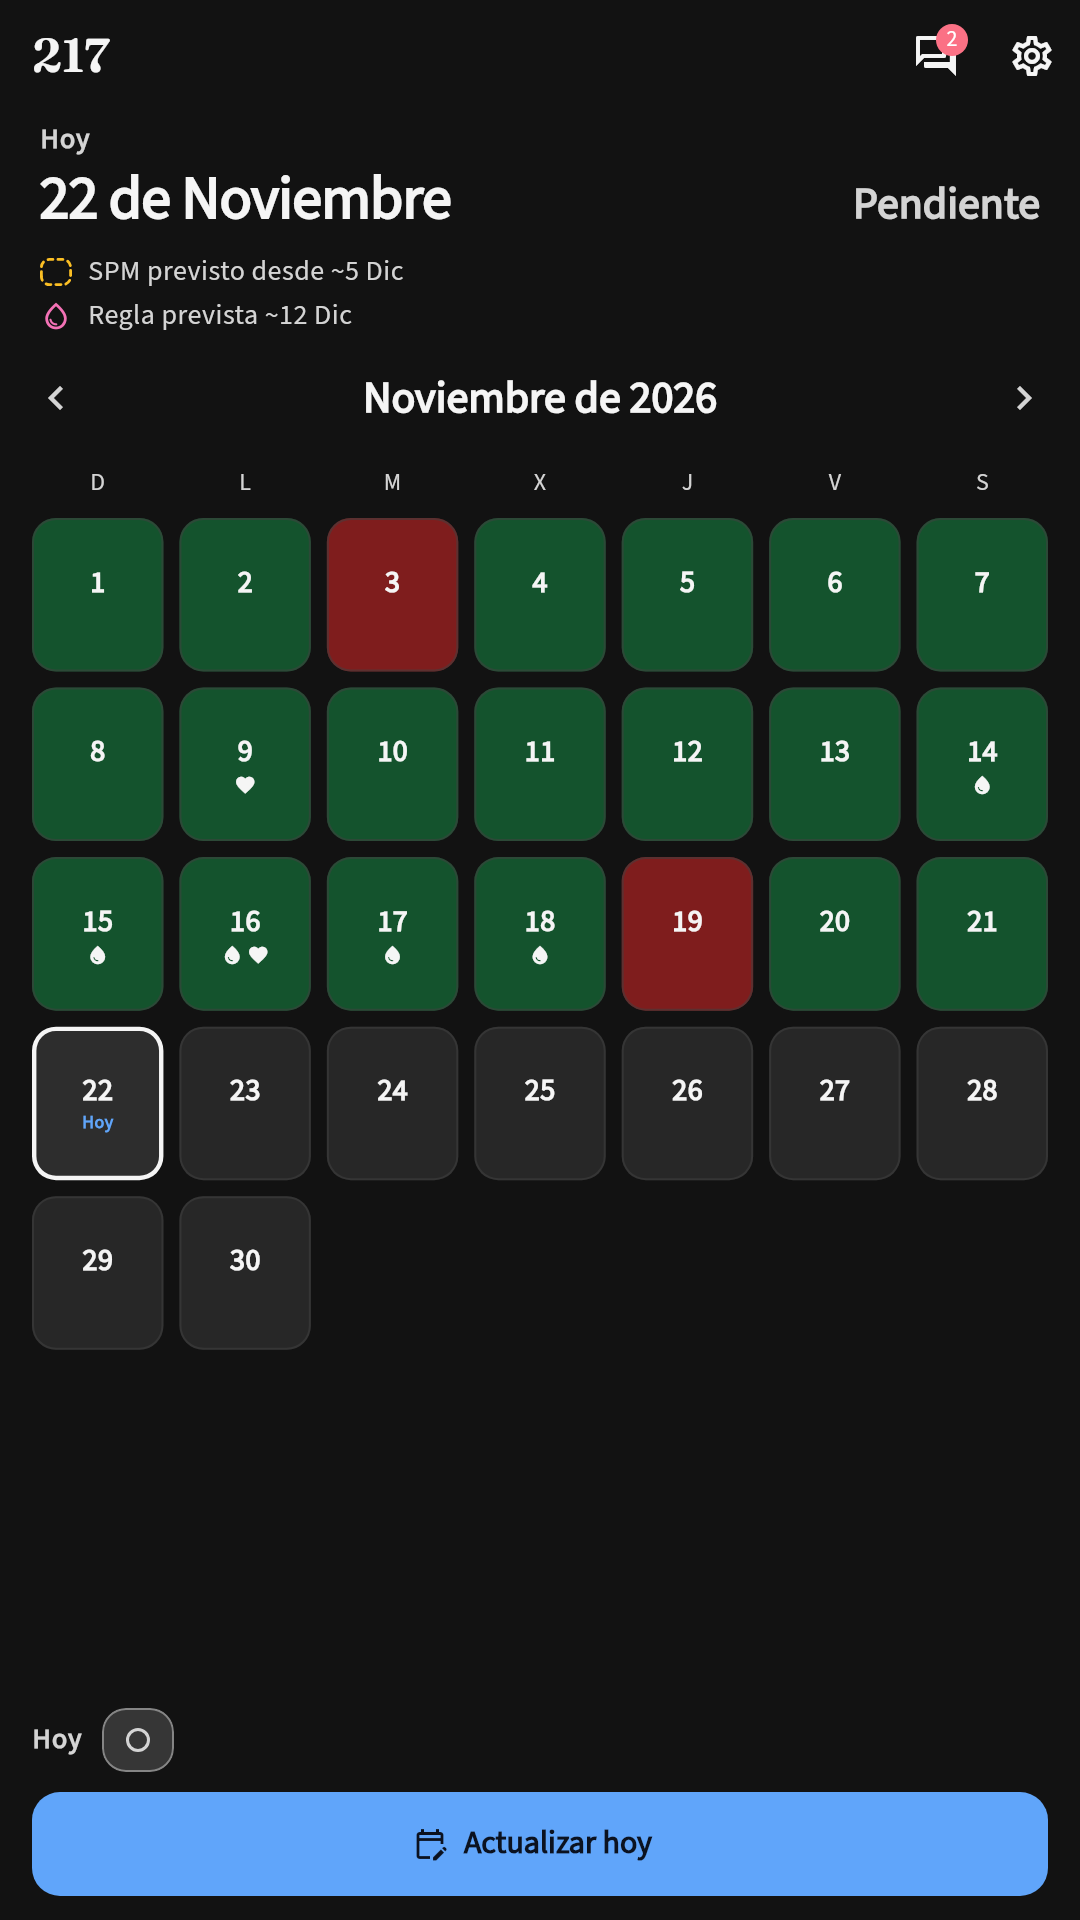 217
2
Hoy
22 de Noviembre
Pendiente
SPM previsto desde ~5 Dic
Regla prevista ~12 Dic
Noviembre de 2026
D L M X J V S
1 2 3 4 5 6 7
8 9 10 11 12 13 14
15 16 17 18 19 20 21
22 23 24 25 26 27 28
Hoy
29 30
Hoy
Actualizar hoy